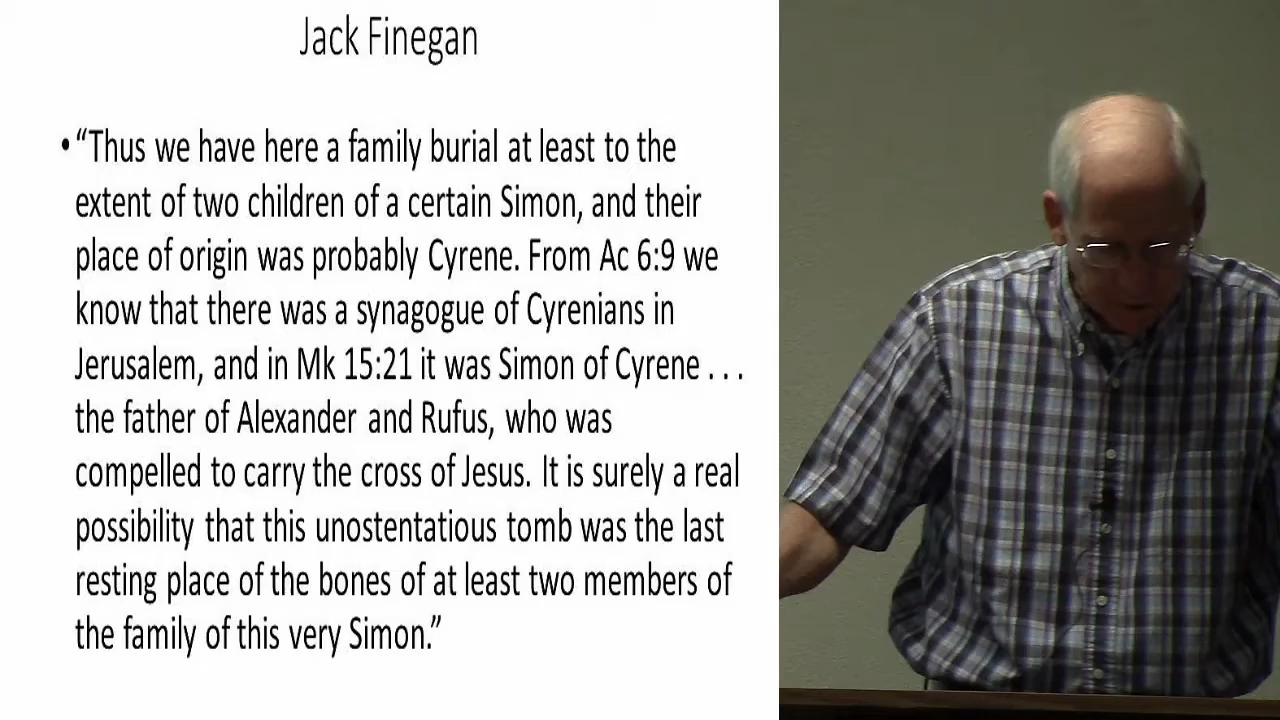 Jack Finegan
• “Thus we have here a family burial at least to the
extent of two children of a certain Simon, and their
place of origin was probably Cyrene. From Ac 6:9 we
know that there was a synagogue of Cyrenians in
Jerusalem, and in Mk 15:21 it was Simon of Cyrene . . .
the father of Alexander and Rufus, who was
compelled to carry the cross of Jesus. It is surely a real
possibility that this unostentatious tomb was the last
resting place of the bones of at least two members of
the family of this very Simon.”